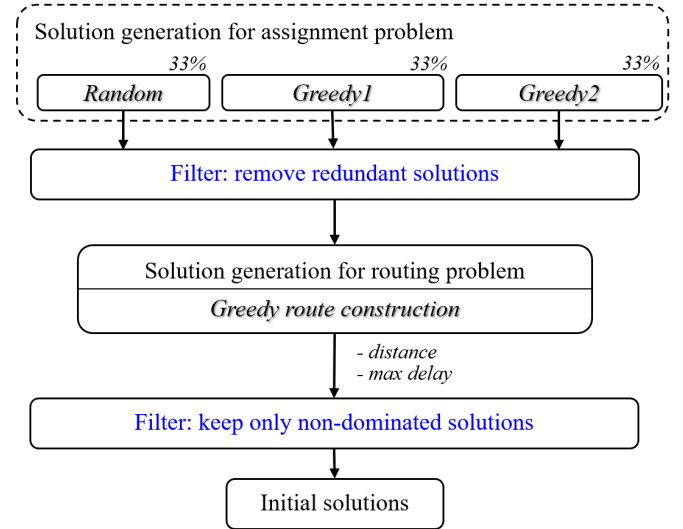 Solution generation for assignment problem
33% 33% 33%
Random Greedy1 Greedy2
Filter: remove redundant solutions
Solution generation for routing problem
Greedy route construction
- distance
- max delay
Filter: keep only non-dominated solutions
Initial solutions